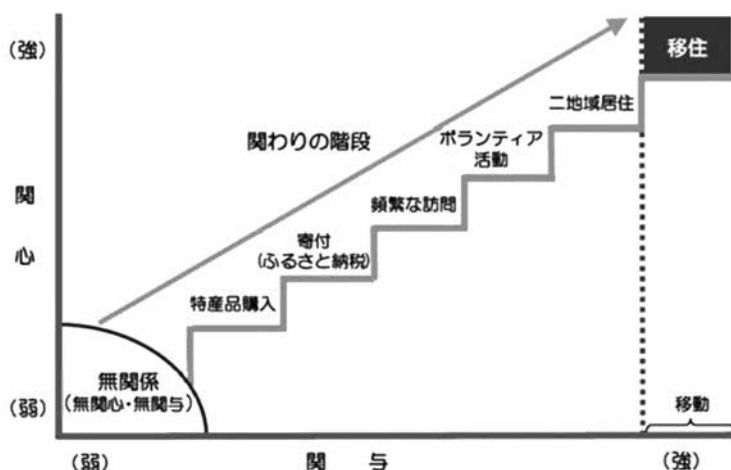 (強)
移住
二地域居住
ボランティア
活動
関わりの階段
頻繁な訪問
関
心
寄付
(ふるさと納税)
特産品購入
無関係
(無関心・無関与)
(弱)
移動
(弱)
関 与
(強)